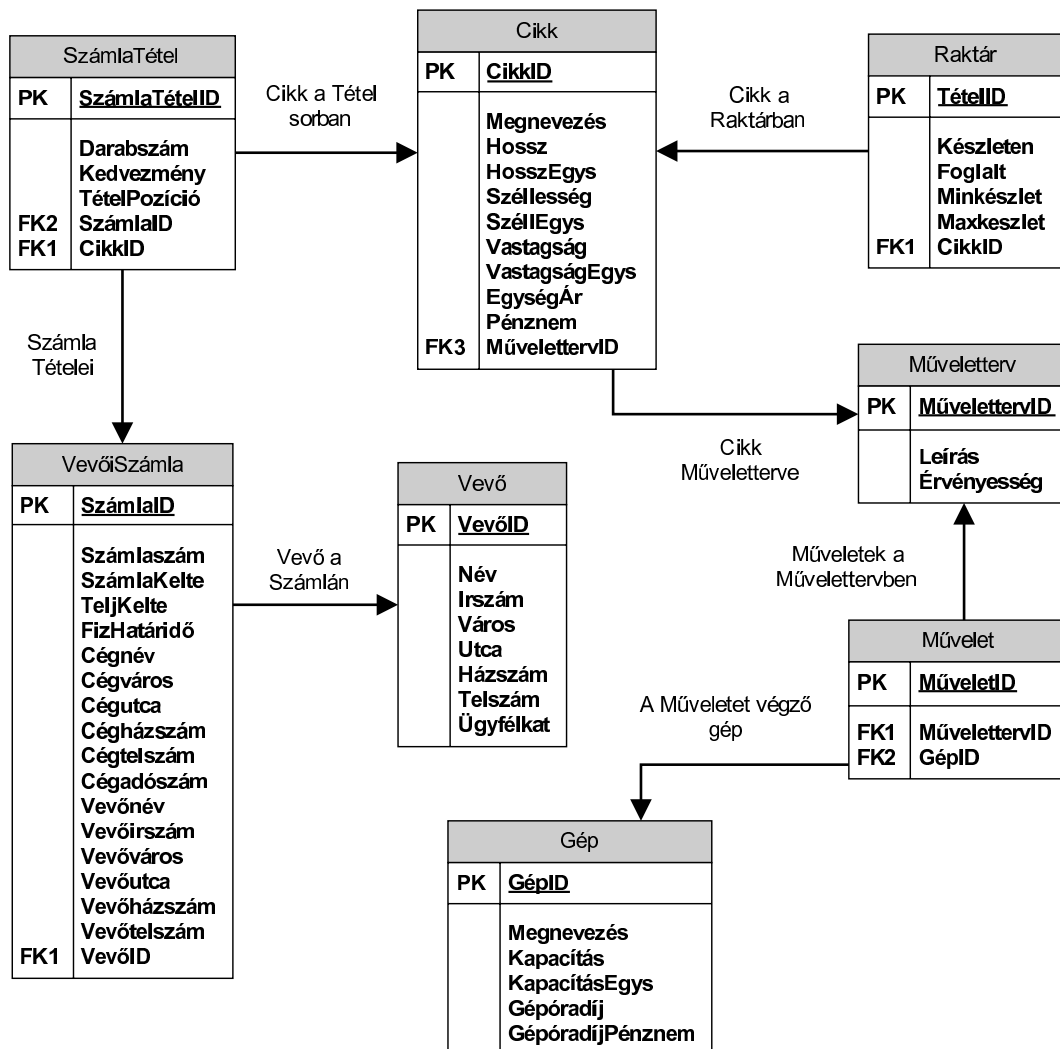 SzámlaTétel
PK SzámlaTételID
Darabszám
Kedvezmény
TételPozíció
FK2 SzámlaID
FK1 CikkID
Cikk a Tétel
sorban
Cikk
PK CikkID
Megnevezés
Hossz
HosszEgys
Széllesség
SzéllEgys
Vastagság
VastagságEgys
EgységÁr
Pénznem
FK3 MűvelettervID
Cikk a
Raktárban
Raktár
PK TételID
Készleten
Foglalt
Minkészlet
Maxkeszlet
FK1 CikkID
Számla
Tételei
Cikk
Műveletterve
Műveletterv
PK MűvelettervID
Leírás
Érvényesség
VevőiSzámla
PK SzámlaID
Számlaszám
SzámlaKelte
TeljKelte
FizHatáridő
Cégnév
Cégváros
Cégutca
Cégházszám
Cégtelszám
Cégadószám
Vevőnév
Vevőirszám
Vevőváros
Vevőutca
Vevőházszám
Vevőtelszám
FK1 VevőID
Vevő a
Számlán
Vevő
PK VevőID
Név
Irszám
Város
Utca
Házszám
Telszám
Ügyfélkat
Műveletek a
Művelettervben
Művelet
PK MűveletID
FK1 MűvelettervID
FK2 GépID
A Műveletet végző
gép
Gép
PK GépID
Megnevezés
Kapacítás
KapacításEgys
Gépóradíj
GépóradíjPénznem